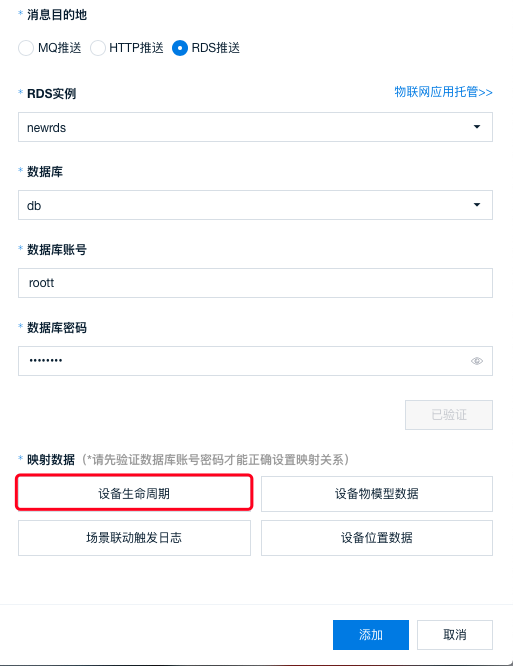 * 消息目的地
MQ推送 HTTP推送 RDS推送
* RDS实例 物联网应用托管>>
newrds
* 数据库
db
* 数据库账号
roott
* 数据库密码
••••••••
已验证
* 映射数据（*请先验证数据库账号密码才能正确设置映射关系）
设备生命周期 设备物模型数据
场景联动触发日志 设备位置数据
添加 取消